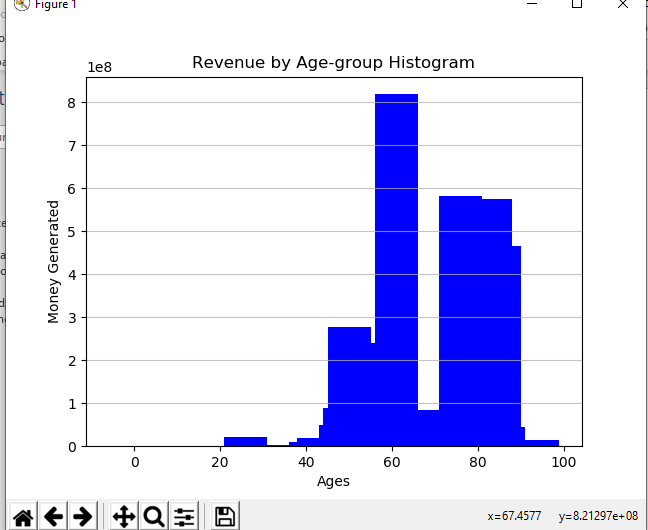 Figure 1
Revenue by Age-group Histogram
1e8
8
7
6
5
4
3
2
1
0
Money Generated
0 20 40 60 80 100
Ages
x=67.4577 y=8.21297e+08